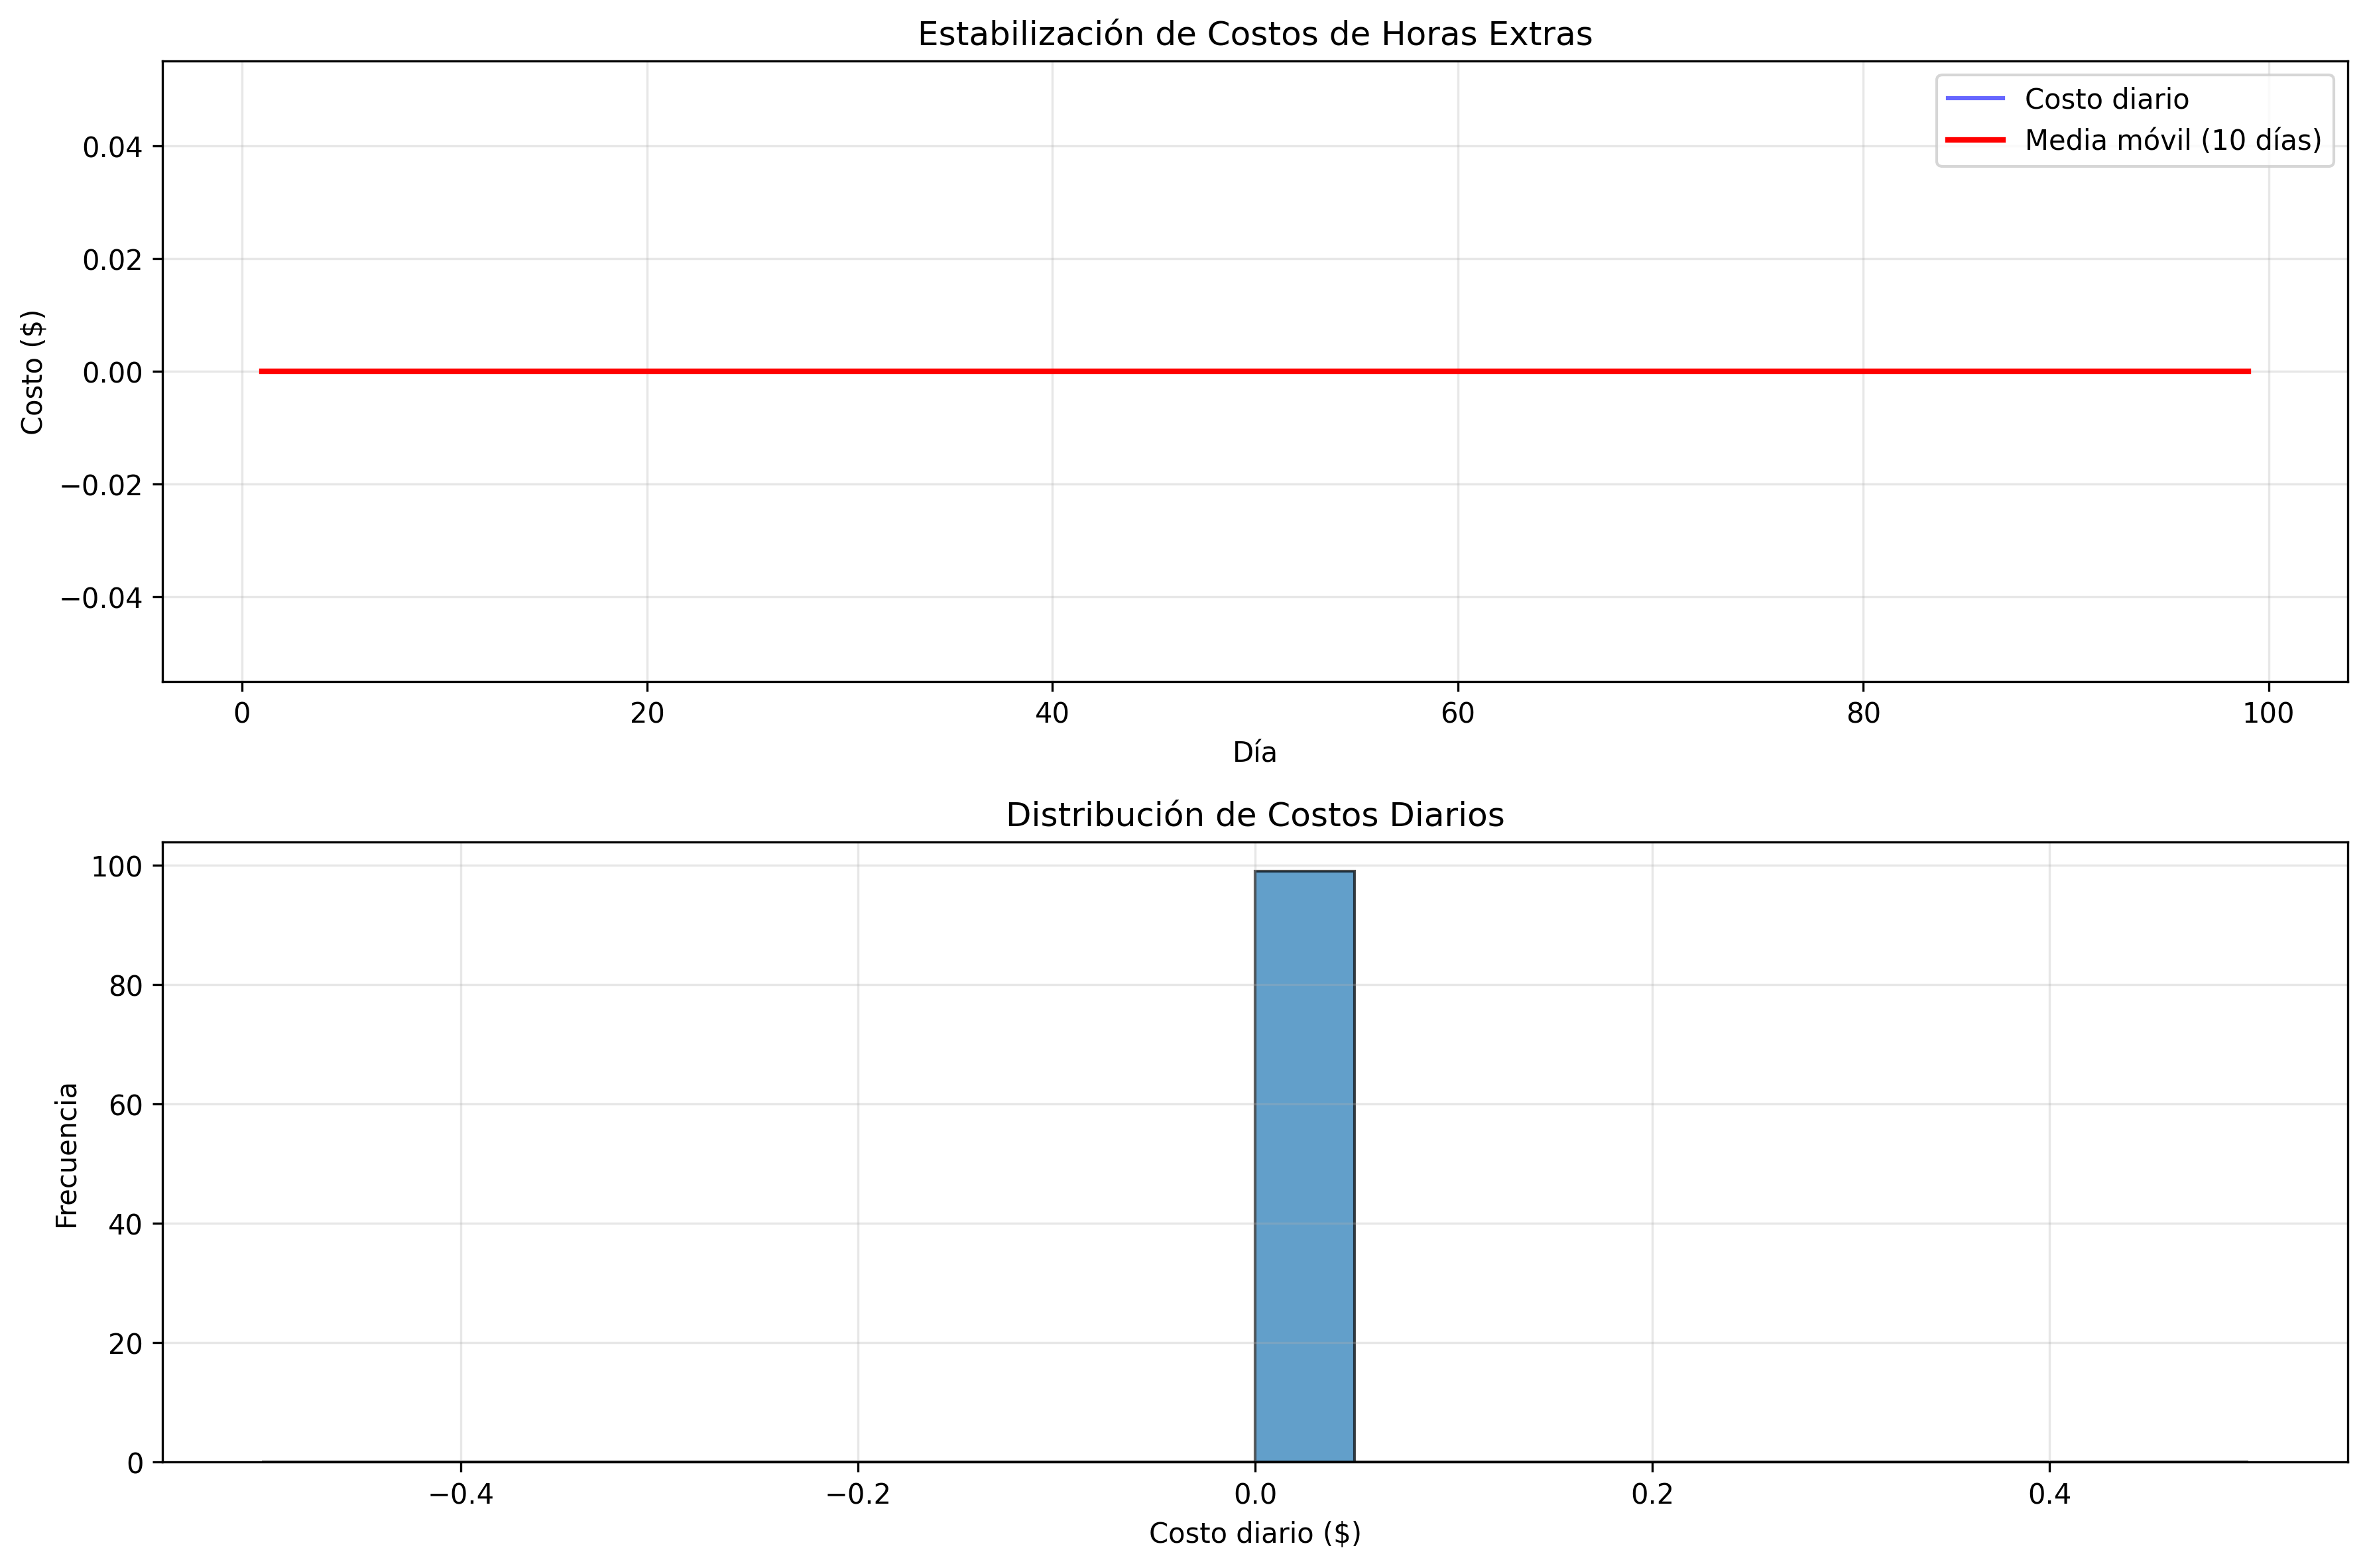 Estabilización de Costos de Horas Extras
Costo diario
Media móvil (10 días)
0.04
0.02
0.00
−0.02
−0.04
Costo ($)
0 20 40 60 80 100
Día
Distribución de Costos Diarios
100
80
60
40
20
0
Frecuencia
−0.4 −0.2 0.0 0.2 0.4
Costo diario ($)